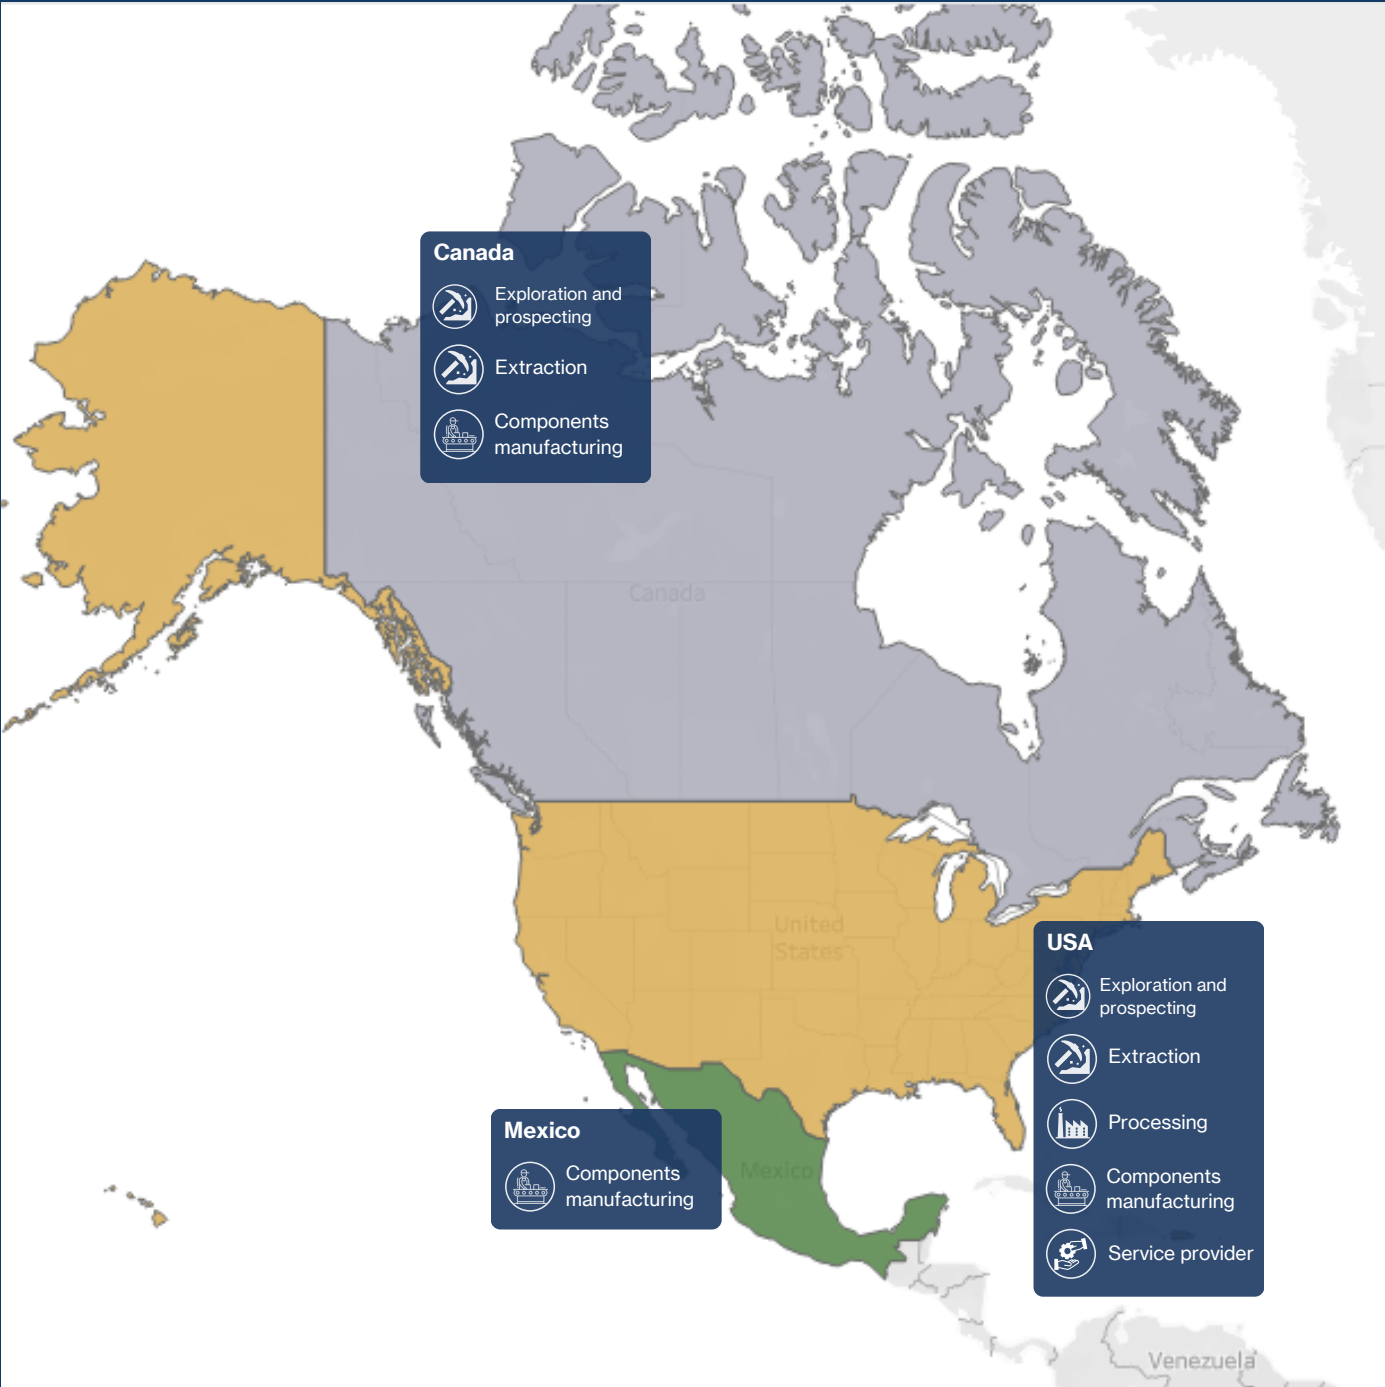 Canada
Exploration and
prospecting
Extraction
Components
manufacturing
Canada
United
States
USA
Exploration and
prospecting
Extraction
Processing
Components
manufacturing
Service provider
Mexico
Components
manufacturing
Mexico
Venezuela